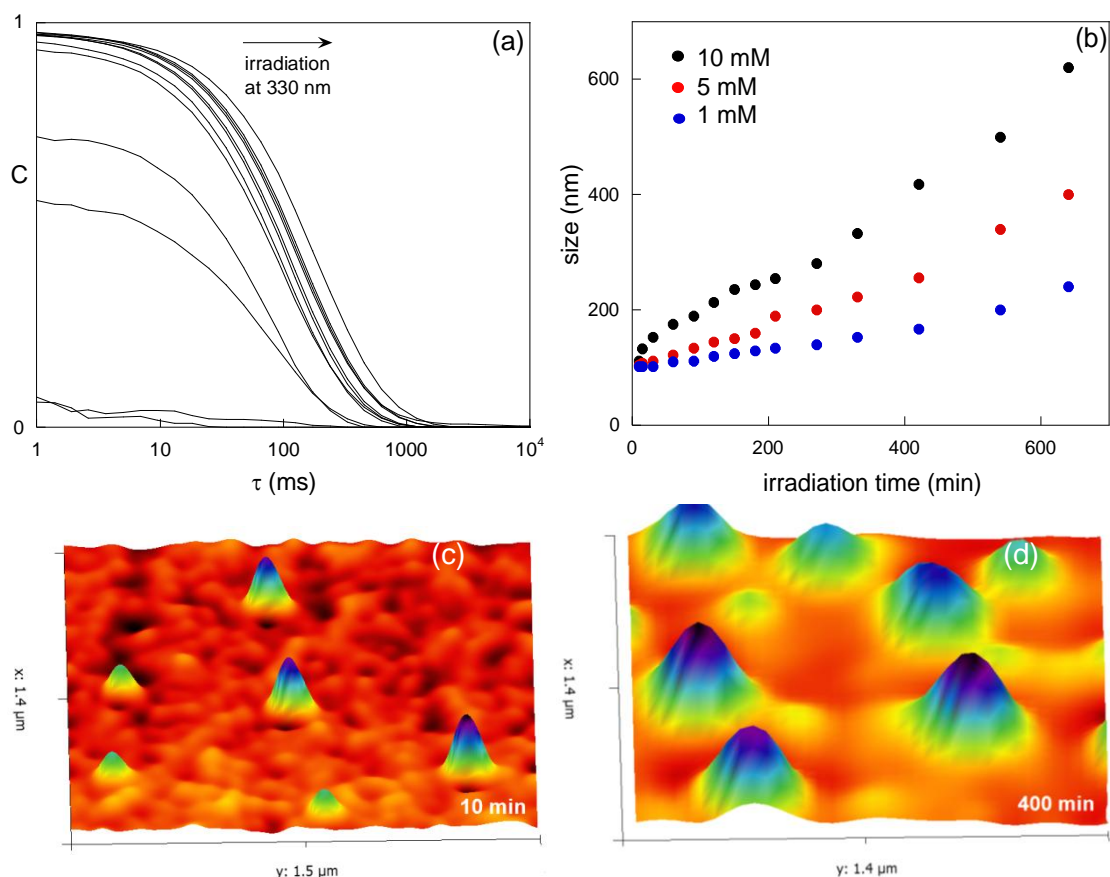 1
(a)
irradiation
at 330 nm
C
0
1
10
100
1000
10⁴
τ (ms)
(b)
10 mM
5 mM
1 mM
600
400
200
0
size (nm)
0
200
400
600
irradiation time (min)
(c)
x: 1.4 µm
10 min
y: 1.5 µm
(d)
x: 1.4 µm
400 min
y: 1.4 µm